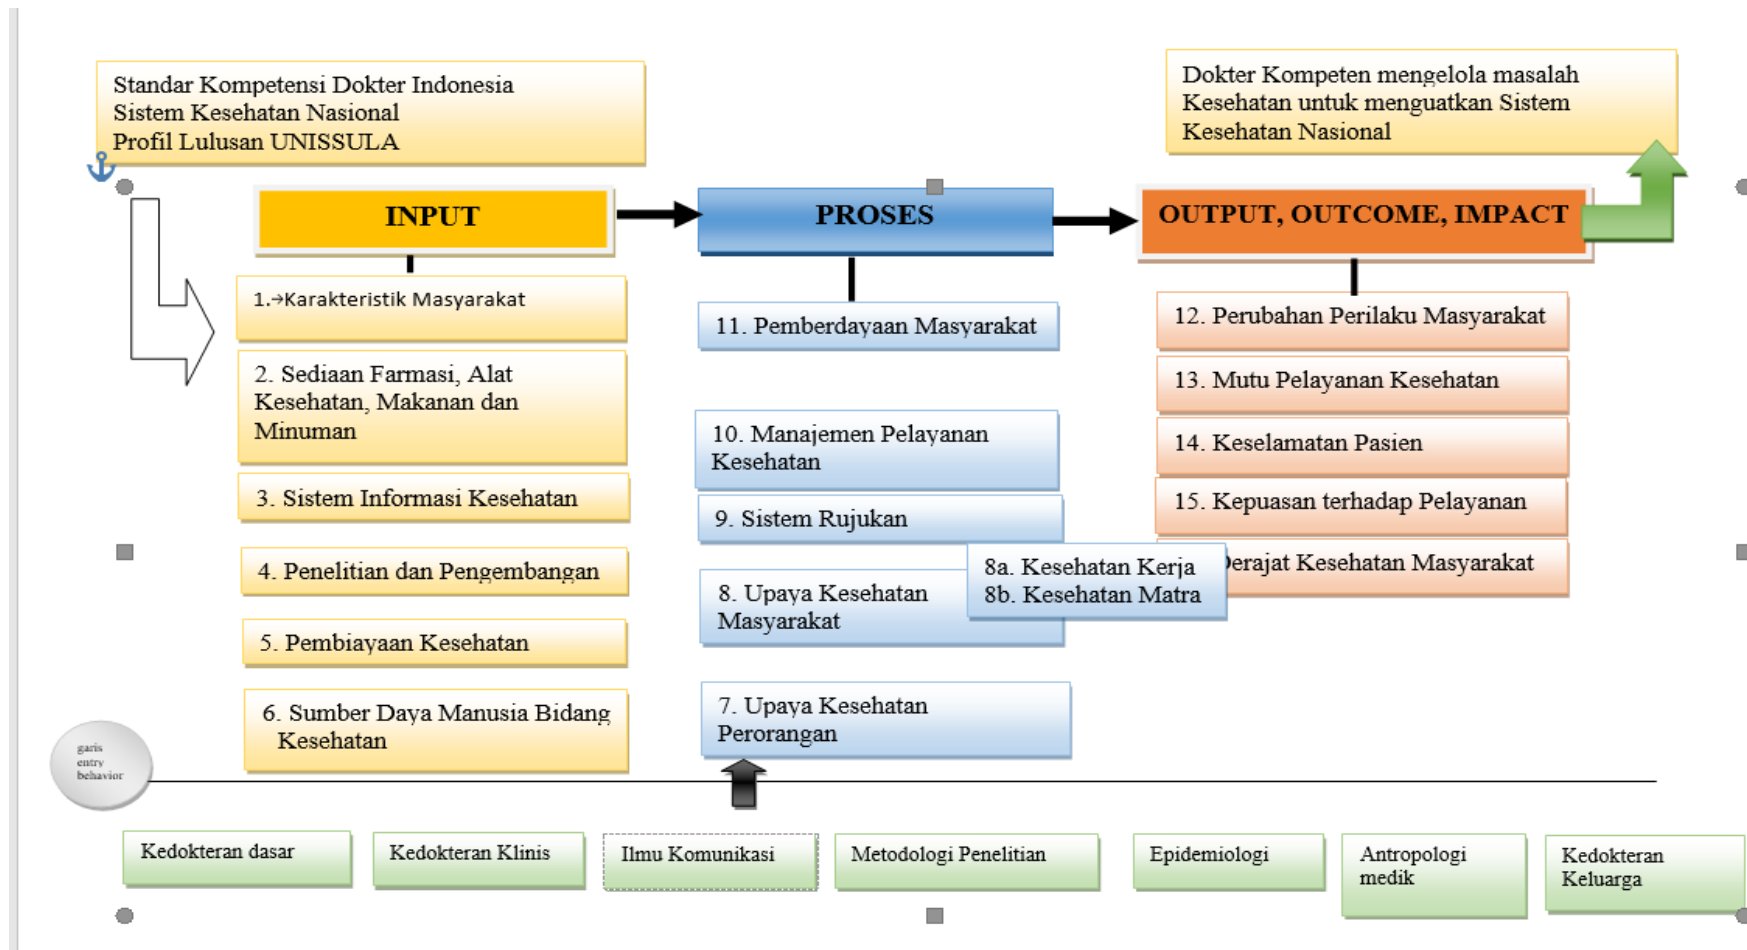 Standar Kompetensi Dokter Indonesia
Sistem Kesehatan Nasional
Profil Lulusan UNISSULA
Dokter Kompeten mengelola masalah
Kesehatan untuk menguatkan Sistem
Kesehatan Nasional
INPUT
PROSES
OUTPUT, OUTCOME, IMPACT
1.→Karakteristik Masyarakat
2. Sediaan Farmasi, Alat
Kesehatan, Makanan dan
Minuman
3. Sistem Informasi Kesehatan
4. Penelitian dan Pengembangan
5. Pembiayaan Kesehatan
6. Sumber Daya Manusia Bidang
Kesehatan
11. Pemberdayaan Masyarakat
10. Manajemen Pelayanan
Kesehatan
9. Sistem Rujukan
8. Upaya Kesehatan
Masyarakat
8a. Kesehatan Kerja
8b. Kesehatan Matra
7. Upaya Kesehatan
Perorangan
12. Perubahan Perilaku Masyarakat
13. Mutu Pelayanan Kesehatan
14. Keselamatan Pasien
15. Kepuasan terhadap Pelayanan
Kesehatan Masyarakat
garis
entry
behavior
Kedokteran dasar
Kedokteran Klinis
Ilmu Komunikasi
Metodologi Penelitian
Epidemiologi
Antropologi
medik
Kedokteran
Keluarga